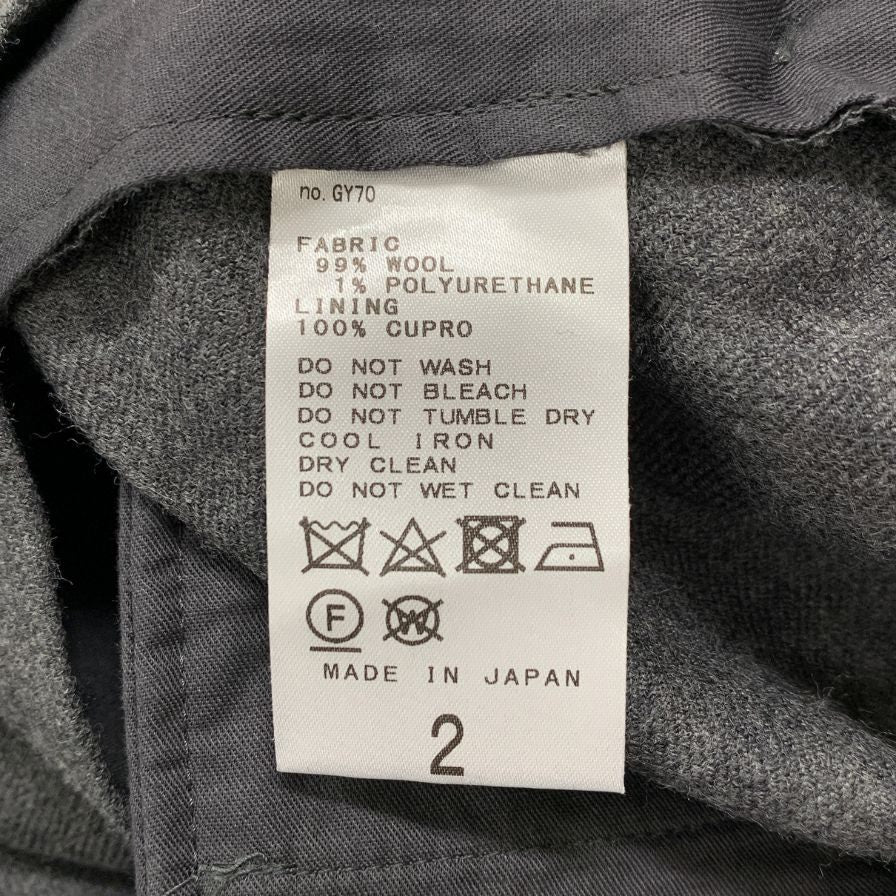 no. GY70
FABRIC
99% WOOL
1% POLYURETHANE
LINING
100% CUPRO
DO NOT WASH
DO NOT BLEACH
DO NOT TUMBLE DRY
COOL IRON
DRY CLEAN
DO NOT WET CLEAN
F W
MADE IN JAPAN
2